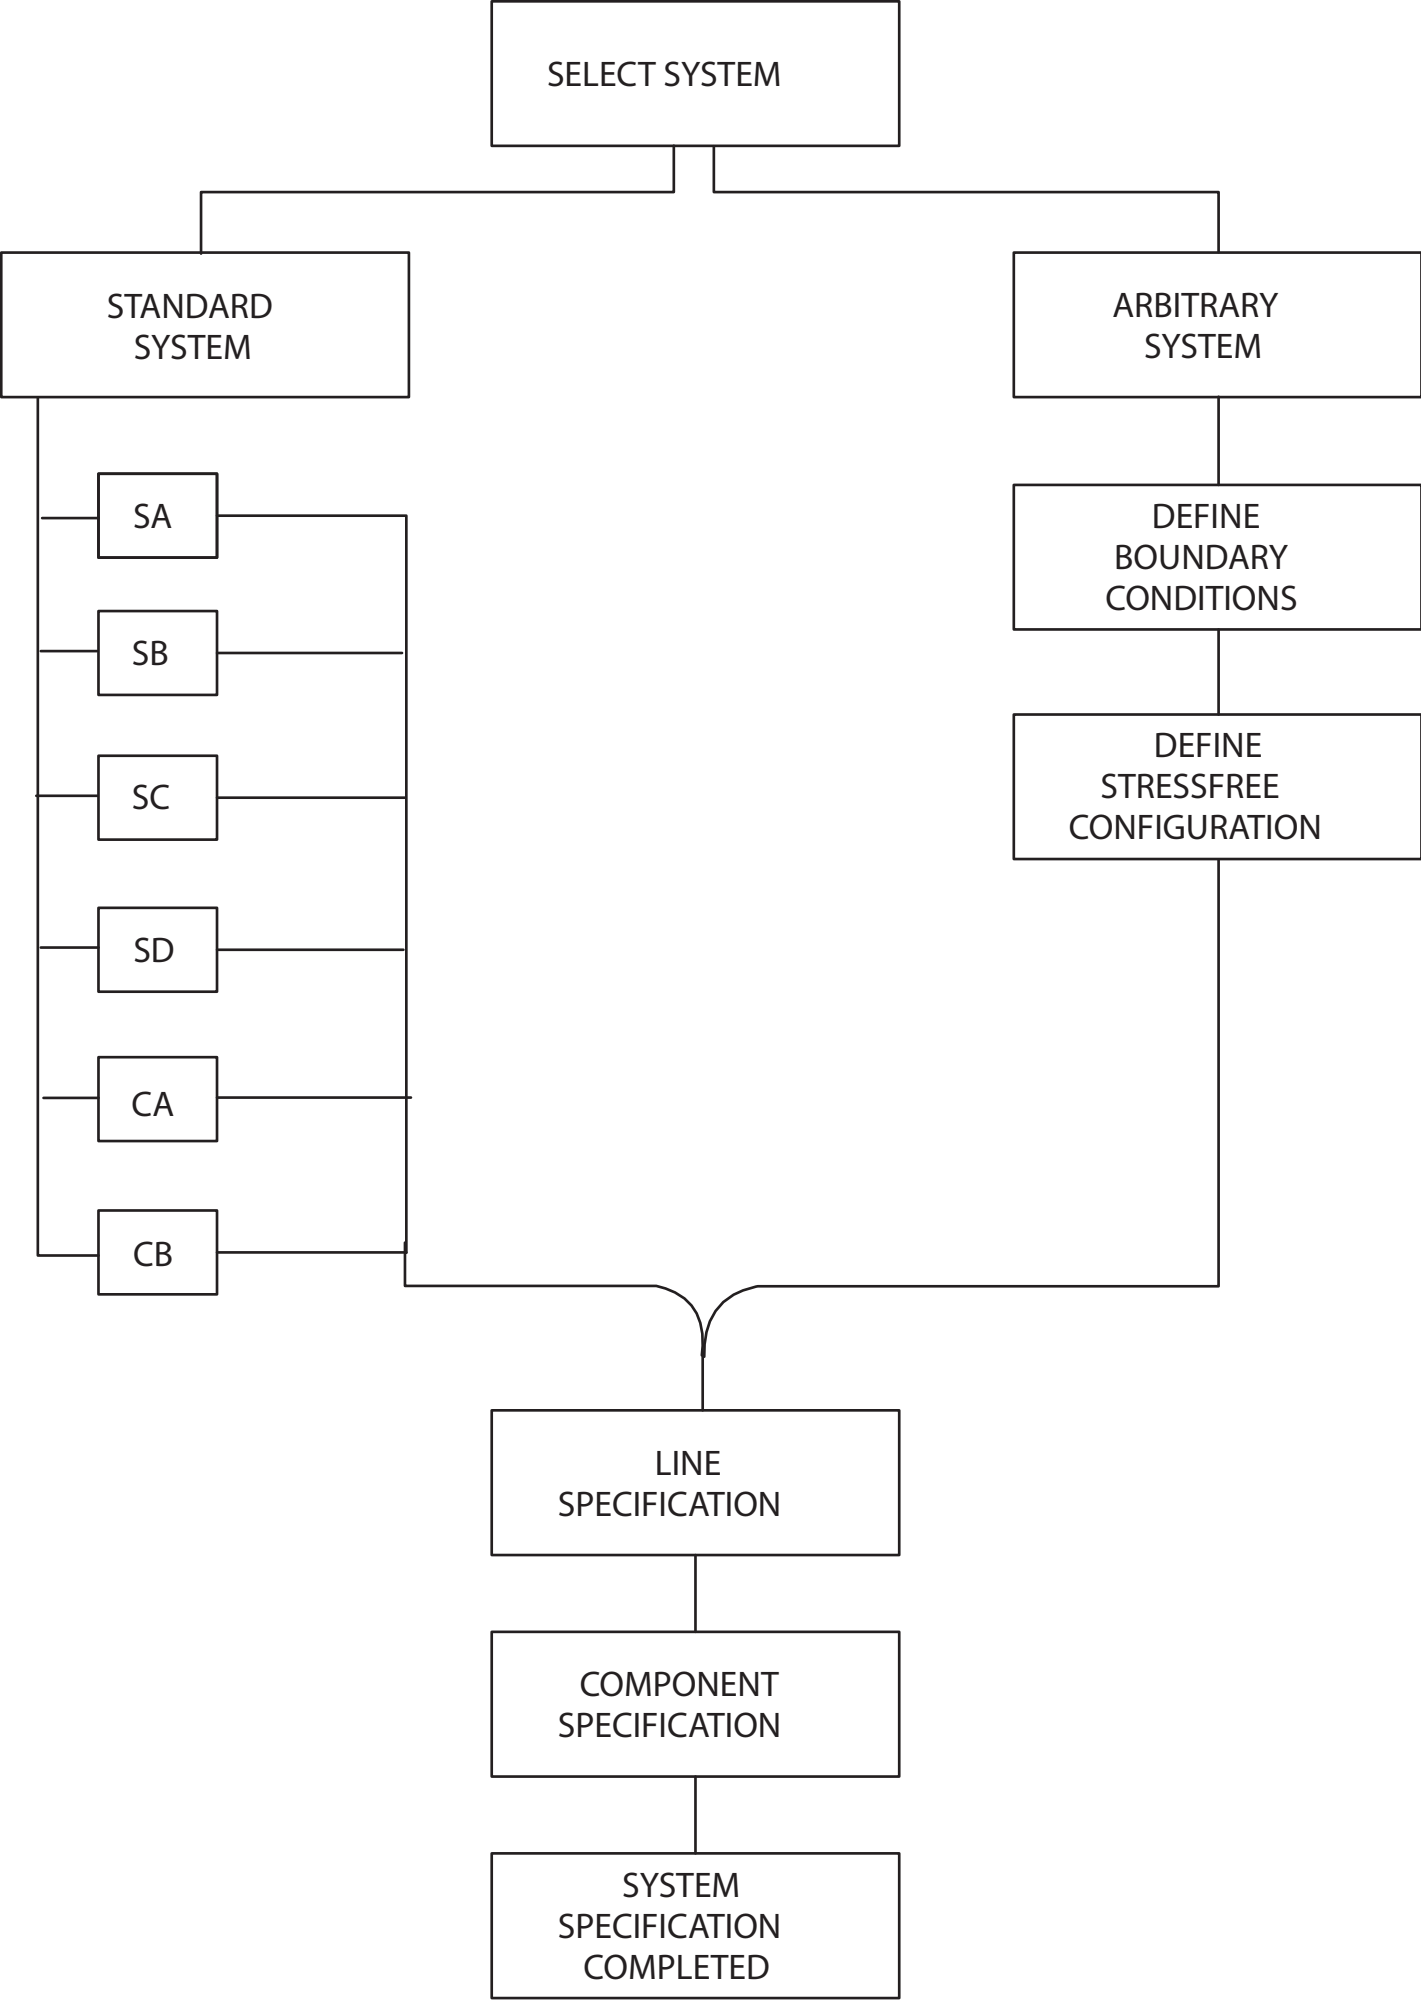 SELECT SYSTEM
STANDARD
SYSTEM
ARBITRARY
SYSTEM
SA
SB
SC
SD
CA
CB
DEFINE
BOUNDARY
CONDITIONS
DEFINE
STRESSFREE
CONFIGURATION
LINE
SPECIFICATION
COMPONENT
SPECIFICATION
SYSTEM
SPECIFICATION
COMPLETED